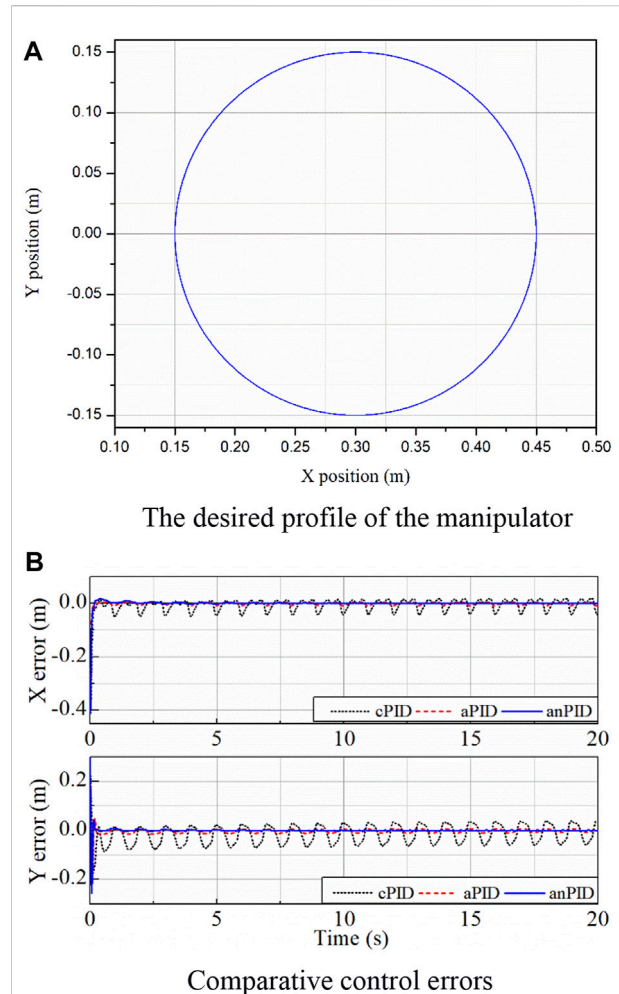 A
0.15
0.10
0.05
0.00
-0.05
-0.10
-0.15
Y position (m)
0.10 0.15 0.20 0.25 0.30 0.35 0.40 0.45 0.50
X position (m)
The desired profile of the manipulator
B
0.0
-0.2
-0.4
X error (m)
cPID aPID anPID
0 5 10 15 20
0.2
0.0
-0.2
Y error (m)
cPID aPID anPID
0 5 10 15 20
Time (s)
Comparative control errors